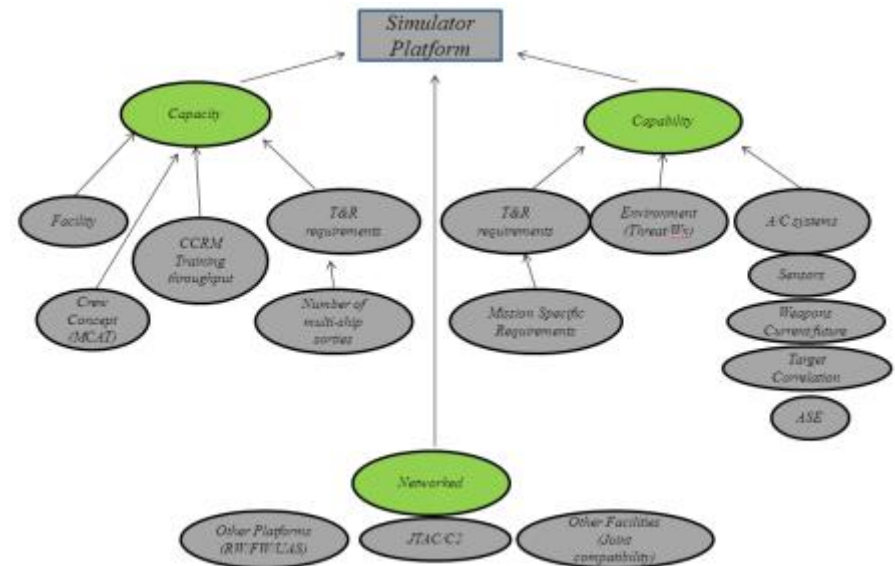 Simulator
Platform
Capacity
Capability
Facility
T&R
requirements
T&R
requirements
Environment
(Threat/Wx)
A/C systems
CCRM
Training
throughput
Sensors
Crew
Concept
(MCAT)
Number of
multi-ship
sorties
Mission Specific
Requirements
Weapons
Current/future
Target
Correlation
ASE
Networked
Other Platforms
(RW/FW/UAS)
JTAC/C2
Other Facilities
(Joint
compatibility)